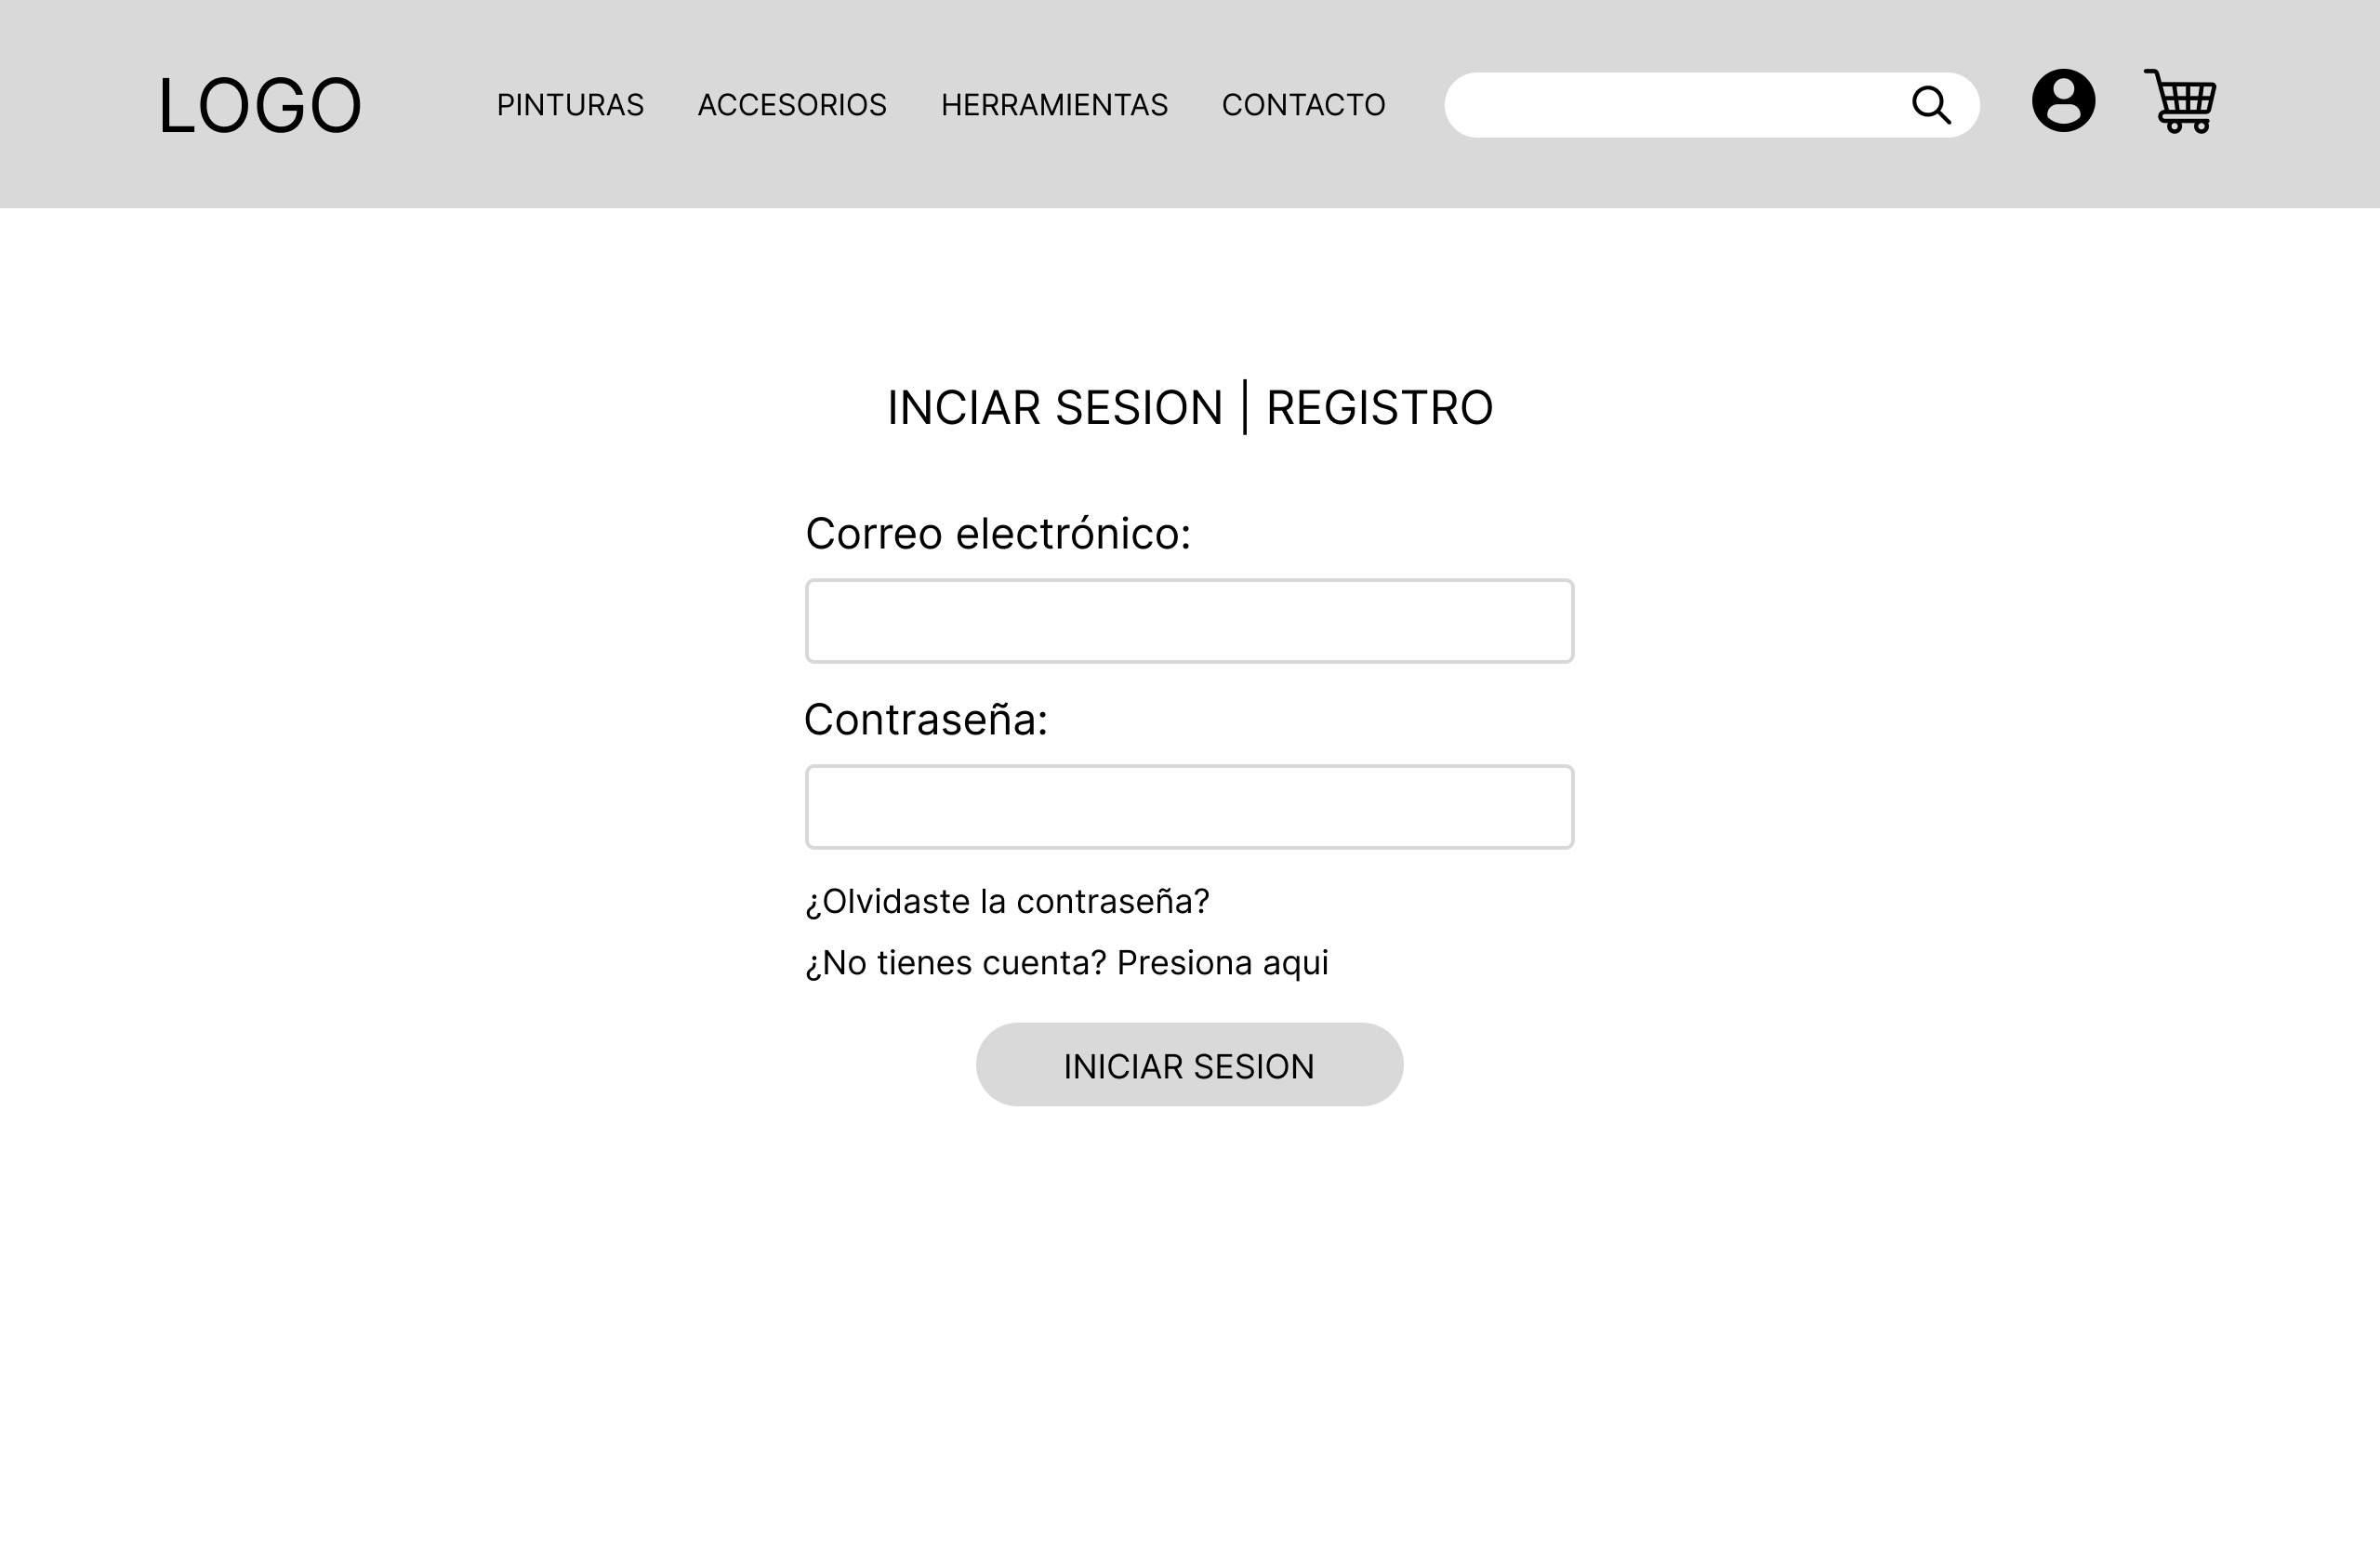 LOGO PINTURAS ACCESORIOS HERRAMIENTAS CONTACTO
INCIAR SESION | REGISTRO
Correo electrónico:
Contraseña:
¿Olvidaste la contraseña?
¿No tienes cuenta? Presiona aqui
INICIAR SESION